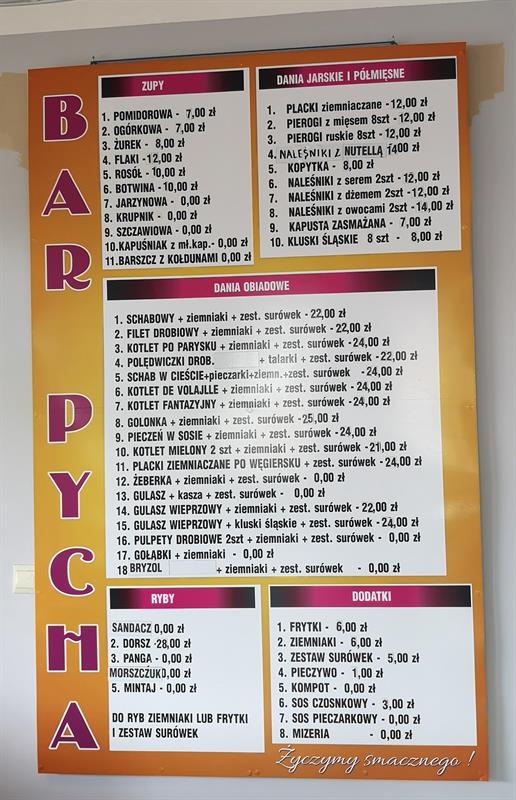 BAR PYCHA
ZUPY
1. POMIDOROWA - 7,00 zł
2. OGÓRKOWA - 7,00 zł
3. ŻUREK - 8,00 zł
4. FLAKI -12,00 zł
5. ROSÓŁ - 10,00 zł
6. BOTWINA -10,00 zł
7. JARZYNOWA - 0,00 zł
8. KRUPNIK - 0,00 zł
9. SZCZAWIOWA - 0,00 zł
10.KAPUŚNIAK z mł.kap.- 0,00 zł
11.BARSZCZ Z KOŁDUNAMI 0,00 zł
DANIA JARSKIE I PÓŁMIĘSNE
1. PLACKI ziemniaczane -12,00 zł
2. PIEROGI z mięsem 8szt - 12,00 zł
3. PIEROGI ruskie 8szt - 12,00 zł
4. NALEŚNIKI Z NUTELLĄ 1400 zł
5. KOPYTKA - 8,00 zł
6. NALEŚNIKI z serem 2szt - 12,00 zł
7. NALEŚNIKI z dżemem 2szt - 12,00 zł
8. NALEŚNIKI z owocami 2szt - 14,00 zł
9. KAPUSTA ZASMAŻANA - 7,00 zł
10. KLUSKI ŚLĄSKIE 8 szt - 8,00 zł
DANIA OBIADOWE
1. SCHABOWY + ziemniaki + zest. surówek - 22,00 zł
2. FILET DROBIOWY + ziemniaki + zest. surówek - 22,00 zł
3. KOTLET PO PARYSKU + ziemniaki + zest. surówek - 24,00 zł
4. POLĘDWICZKI DROB. + talarki + zest. surówek - 22,00 zł
5. SCHAB W CIEŚCIE+pieczarki+ziemn.+zest. surówek - 24,00 zł
6. KOTLET DE VOLAJLLE + ziemniaki + zest. surówek - 24,00 zł
7. KOTLET FANTAZYJNY + ziemniaki + zest. surówek - 24,00 zł
8. GOLONKA + ziemniaki + zest. surówek -25,00 zł
9. PIECZEŃ W SOSIE + ziemniaki + zest. surówek - 24,00 zł
10. KOTLET MIELONY 2 szt + ziemniaki + zest. surówek -21,00 zł
11. PLACKI ZIEMNIACZANE PO WĘGIERSKU + zest. surówek - 24,00 zł
12. ŻEBERKA + ziemniaki + zest. surówek - 0,00 zł
13. GULASZ + kasza + zest. surówek - 0,00 zł
14. GULASZ WIEPRZOWY + ziemniaki + zest. surówek - 22,00 zł
15. GULASZ WIEPRZOWY + kluski śląskie + zest. surówek - 24,00 zł
16. PULPETY DROBIOWE 2szt + ziemniaki + zest. surówek - 0,00 zł
17. GOŁĄBKI + ziemniaki - 0,00 zł
18 BRYZOL + ziemniaki + zest. surówek - 0,00 zł
RYBY
SANDACZ 0,00 zł
2. DORSZ -28,00 zł
3. PANGA - 0,00 zł
MORSZCZUK0,00 zł
5. MINTAJ - 0,00 zł
DO RYB ZIEMNIAKI LUB FRYTKI
I ZESTAW SURÓWEK
DODATKI
1. FRYTKI - 6,00 zł
2. ZIEMNIAKI - 6,00 zł
3. ZESTAW SURÓWEK - 5,00 zł
4. PIECZYWO - 1,00 zł
5. KOMPOT - 0,00 zł
6. SOS CZOSNKOWY - 3,00 zł
7. SOS PIECZARKOWY - 0,00 zł
8. MIZERIA - 0,00 zł
Życzymy smacznego !